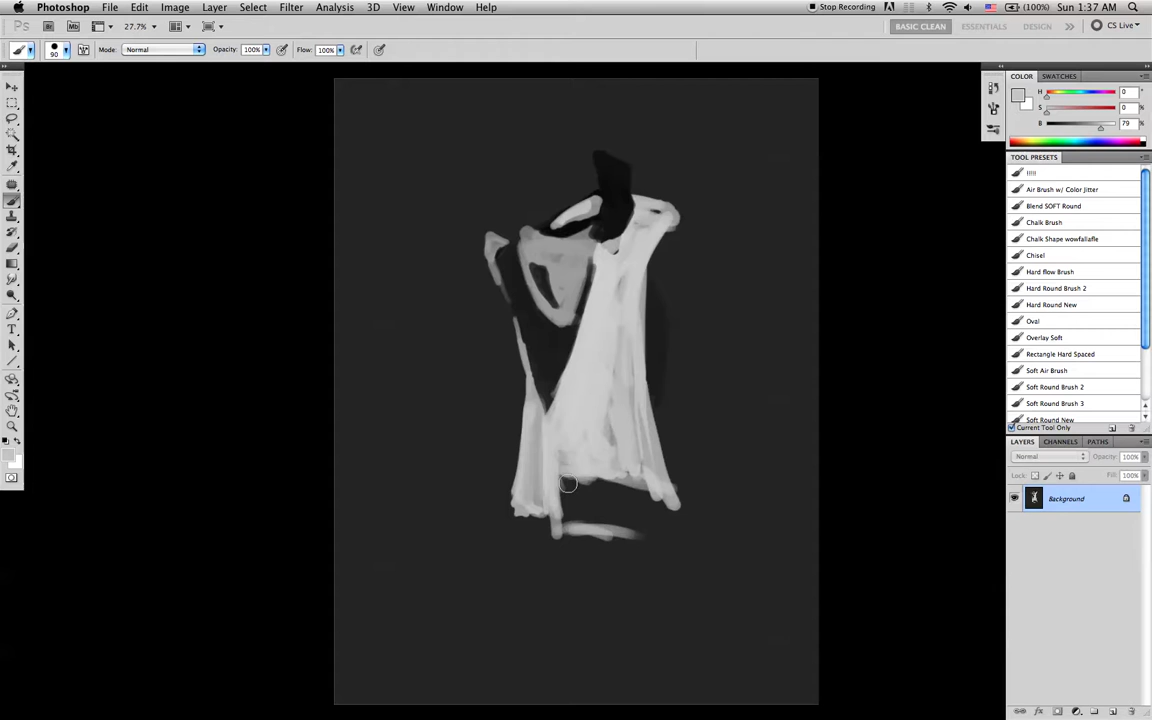 Photoshop File Edit Image Layer Select Filter Analysis 3D View Window Help Stop Recording (100%) Sun 1:37 AM
Ps Br Mb 27.7% BASIC CLEAN ESSENTIALS DESIGN >> CS Live
90 Mode: Normal Opacity: 100% Flow: 100%
COLOR SWATCHES
H 0 °
S 0 %
B 79 %
TOOL PRESETS
!!!!!
Air Brush w/ Color Jitter
Blend SOFT Round
Chalk Brush
Chalk Shape wowfallafle
Chisel
Hard flow Brush
Hard Round Brush 2
Hard Round New
Oval
Overlay Soft
Rectangle Hard Spaced
Soft Air Brush
Soft Round Brush 2
Soft Round Brush 3
Soft Round New
Current Tool Only
LAYERS CHANNELS PATHS
Normal Opacity: 100%
Lock: Fill: 100%
Background
fx